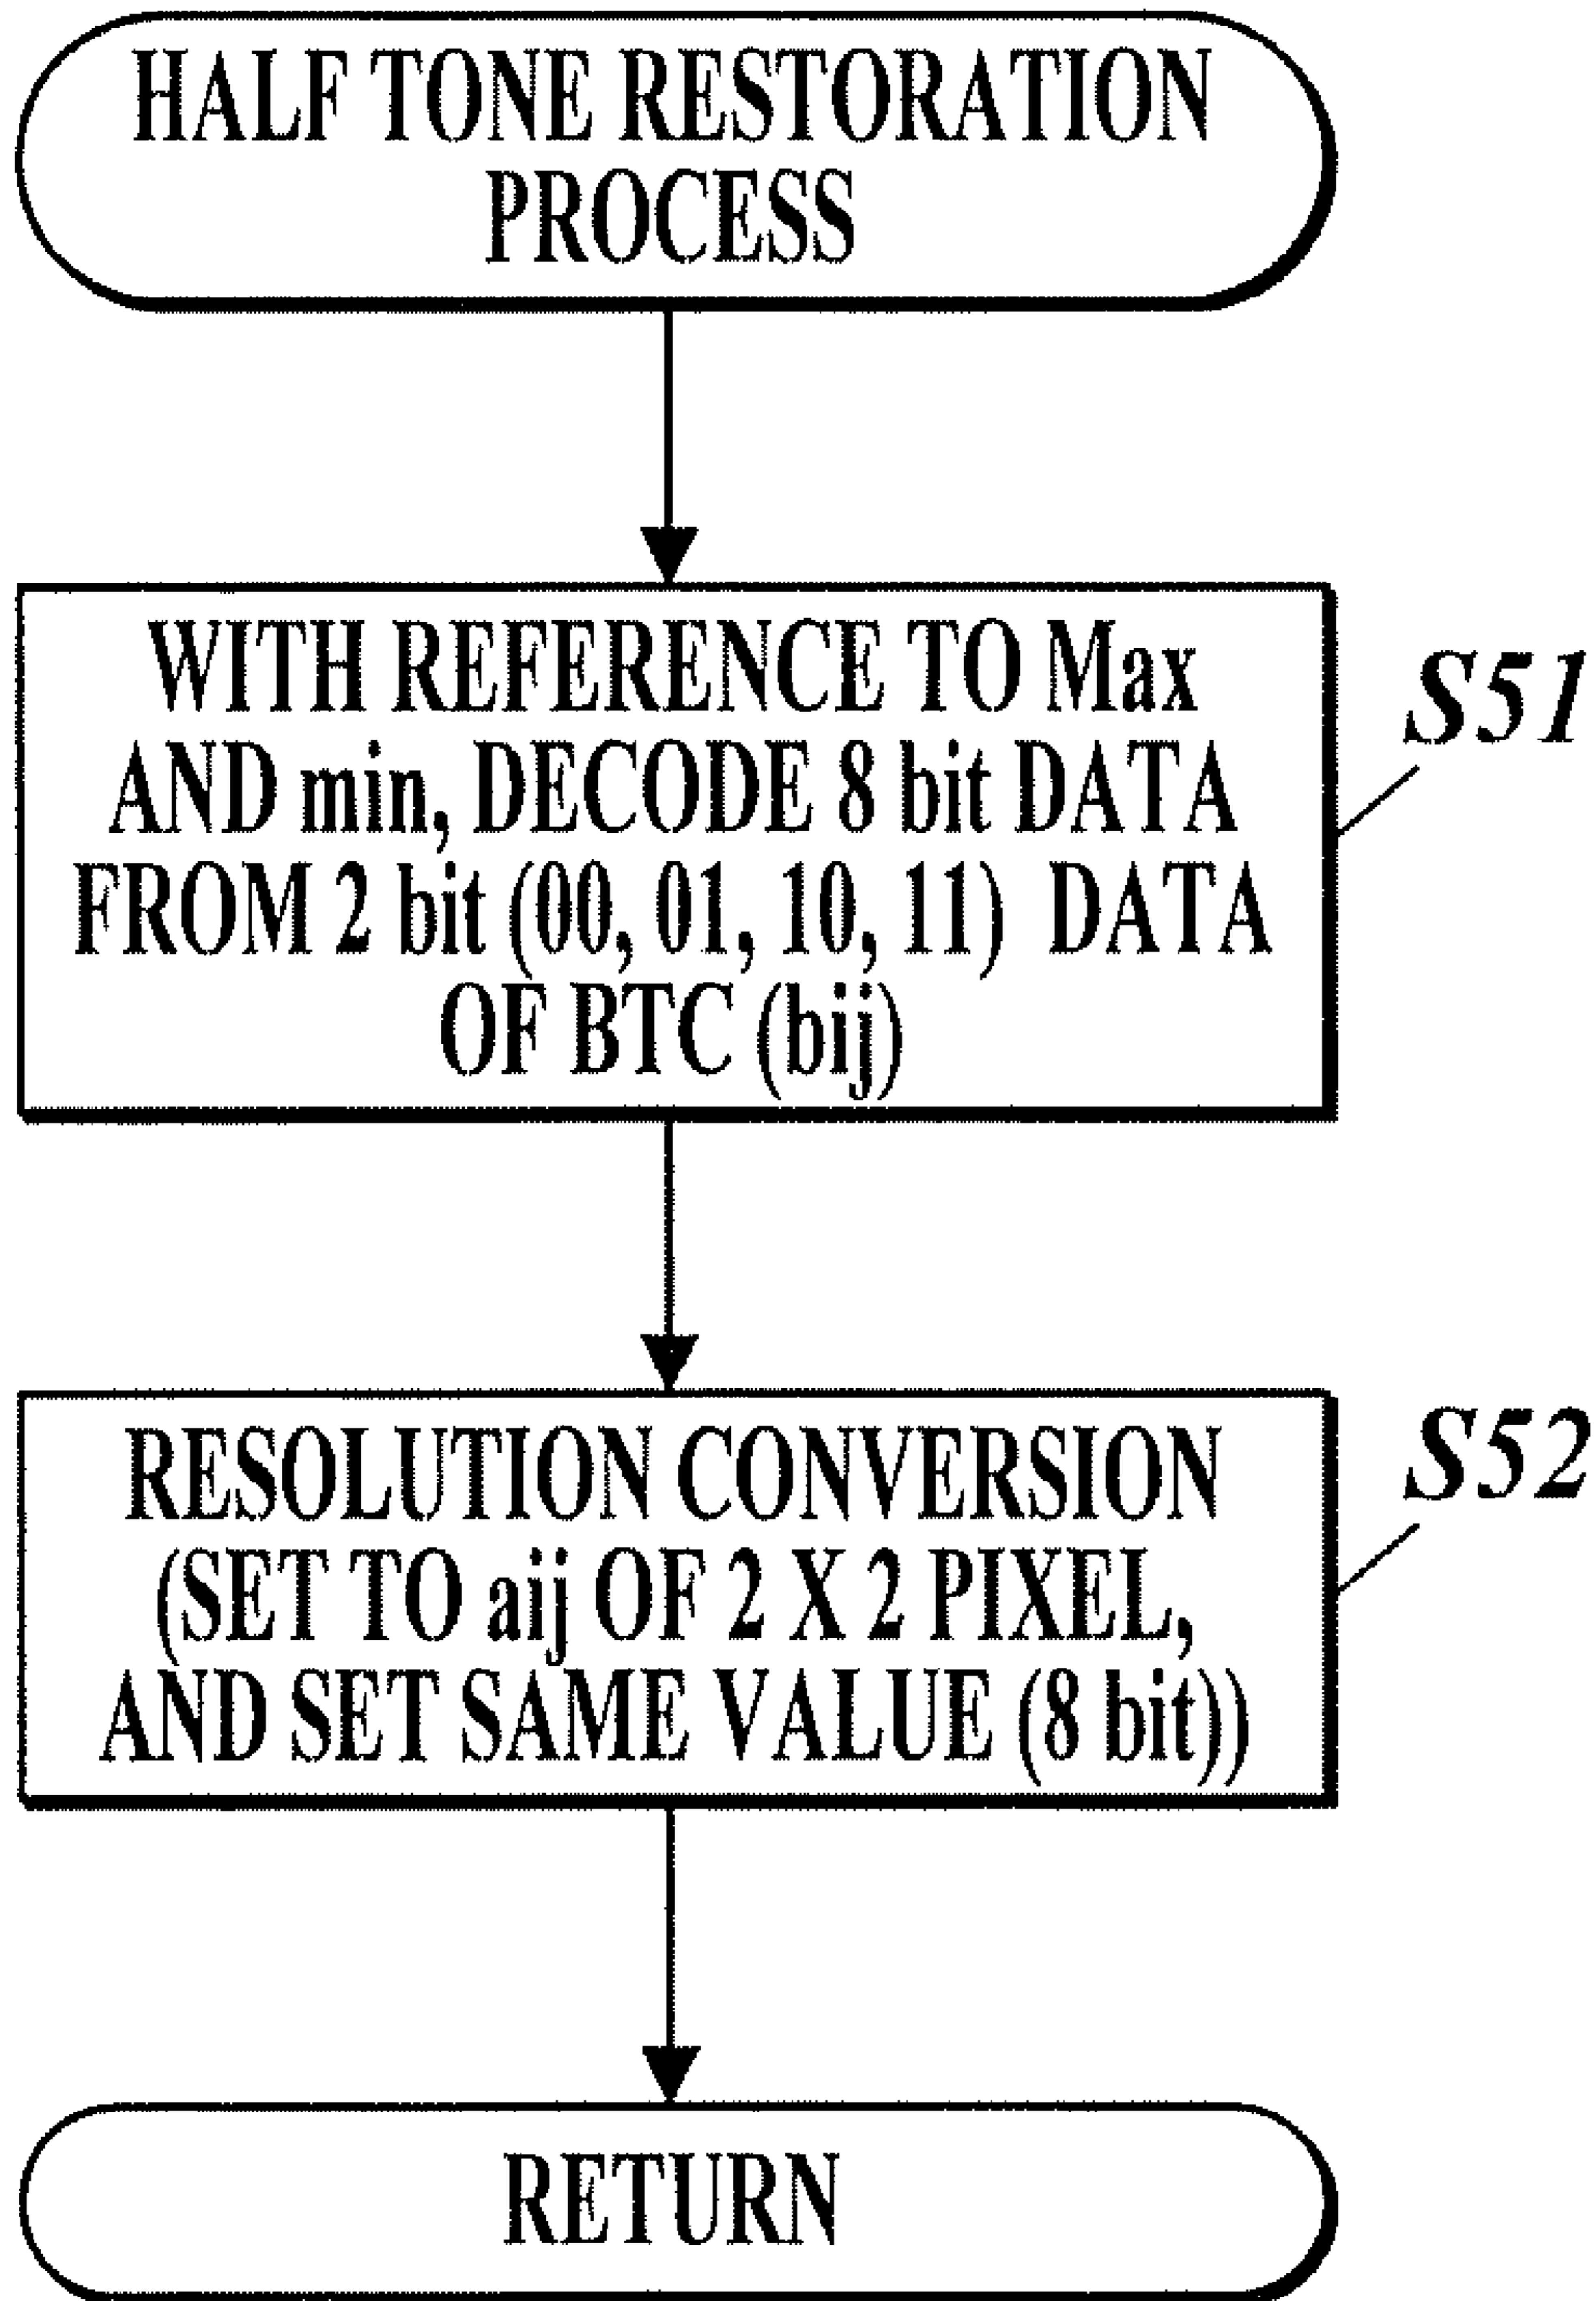 HALF TONE RESTORATION
PROCESS
WITH REFERENCE TO Max
AND min, DECODE 8 bit DATA
FROM 2 bit (00, 01, 10, 11) DATA
OF BTC (bij)
S51
RESOLUTION CONVERSION
(SET TO aij OF 2 X 2 PIXEL,
AND SET SAME VALUE (8 bit))
S52
RETURN